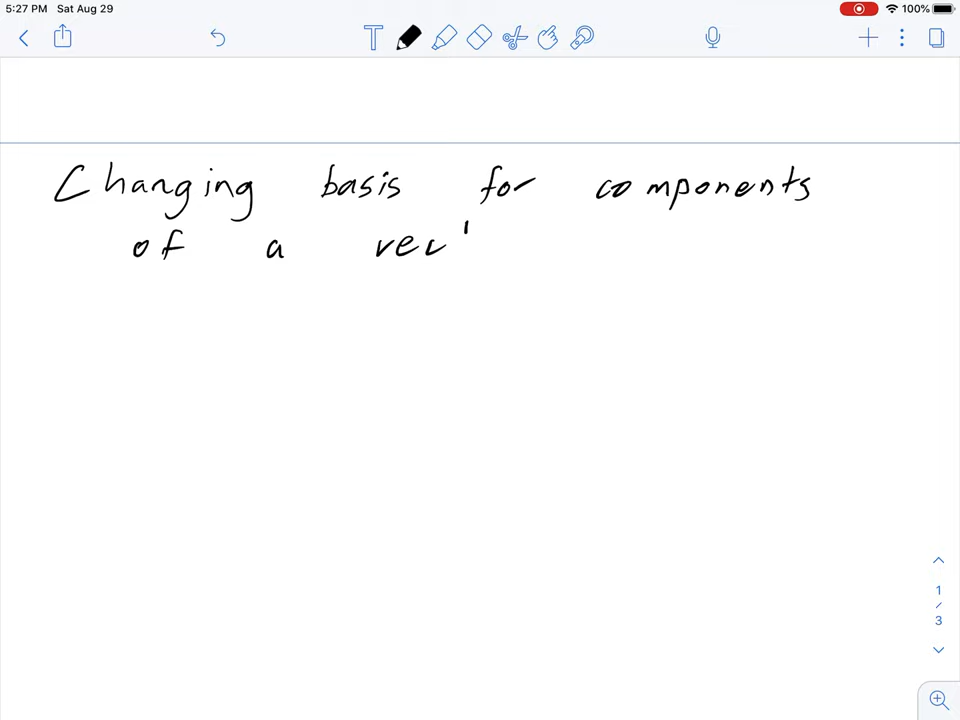 5:27 PM Sat Aug 29 100%
T
Changing basis for components
of a vec'
1
/
3